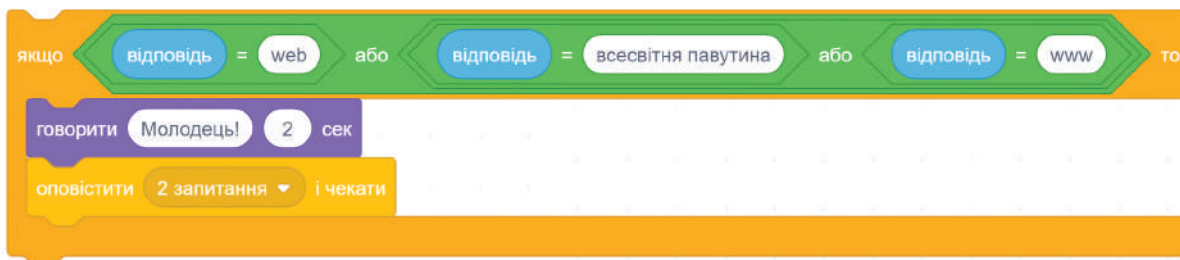 якщо відповідь = web або відповідь = всесвітня павутина або відповідь = www то
говорити Молодець! 2 сек
оповістити 2 запитання і чекати